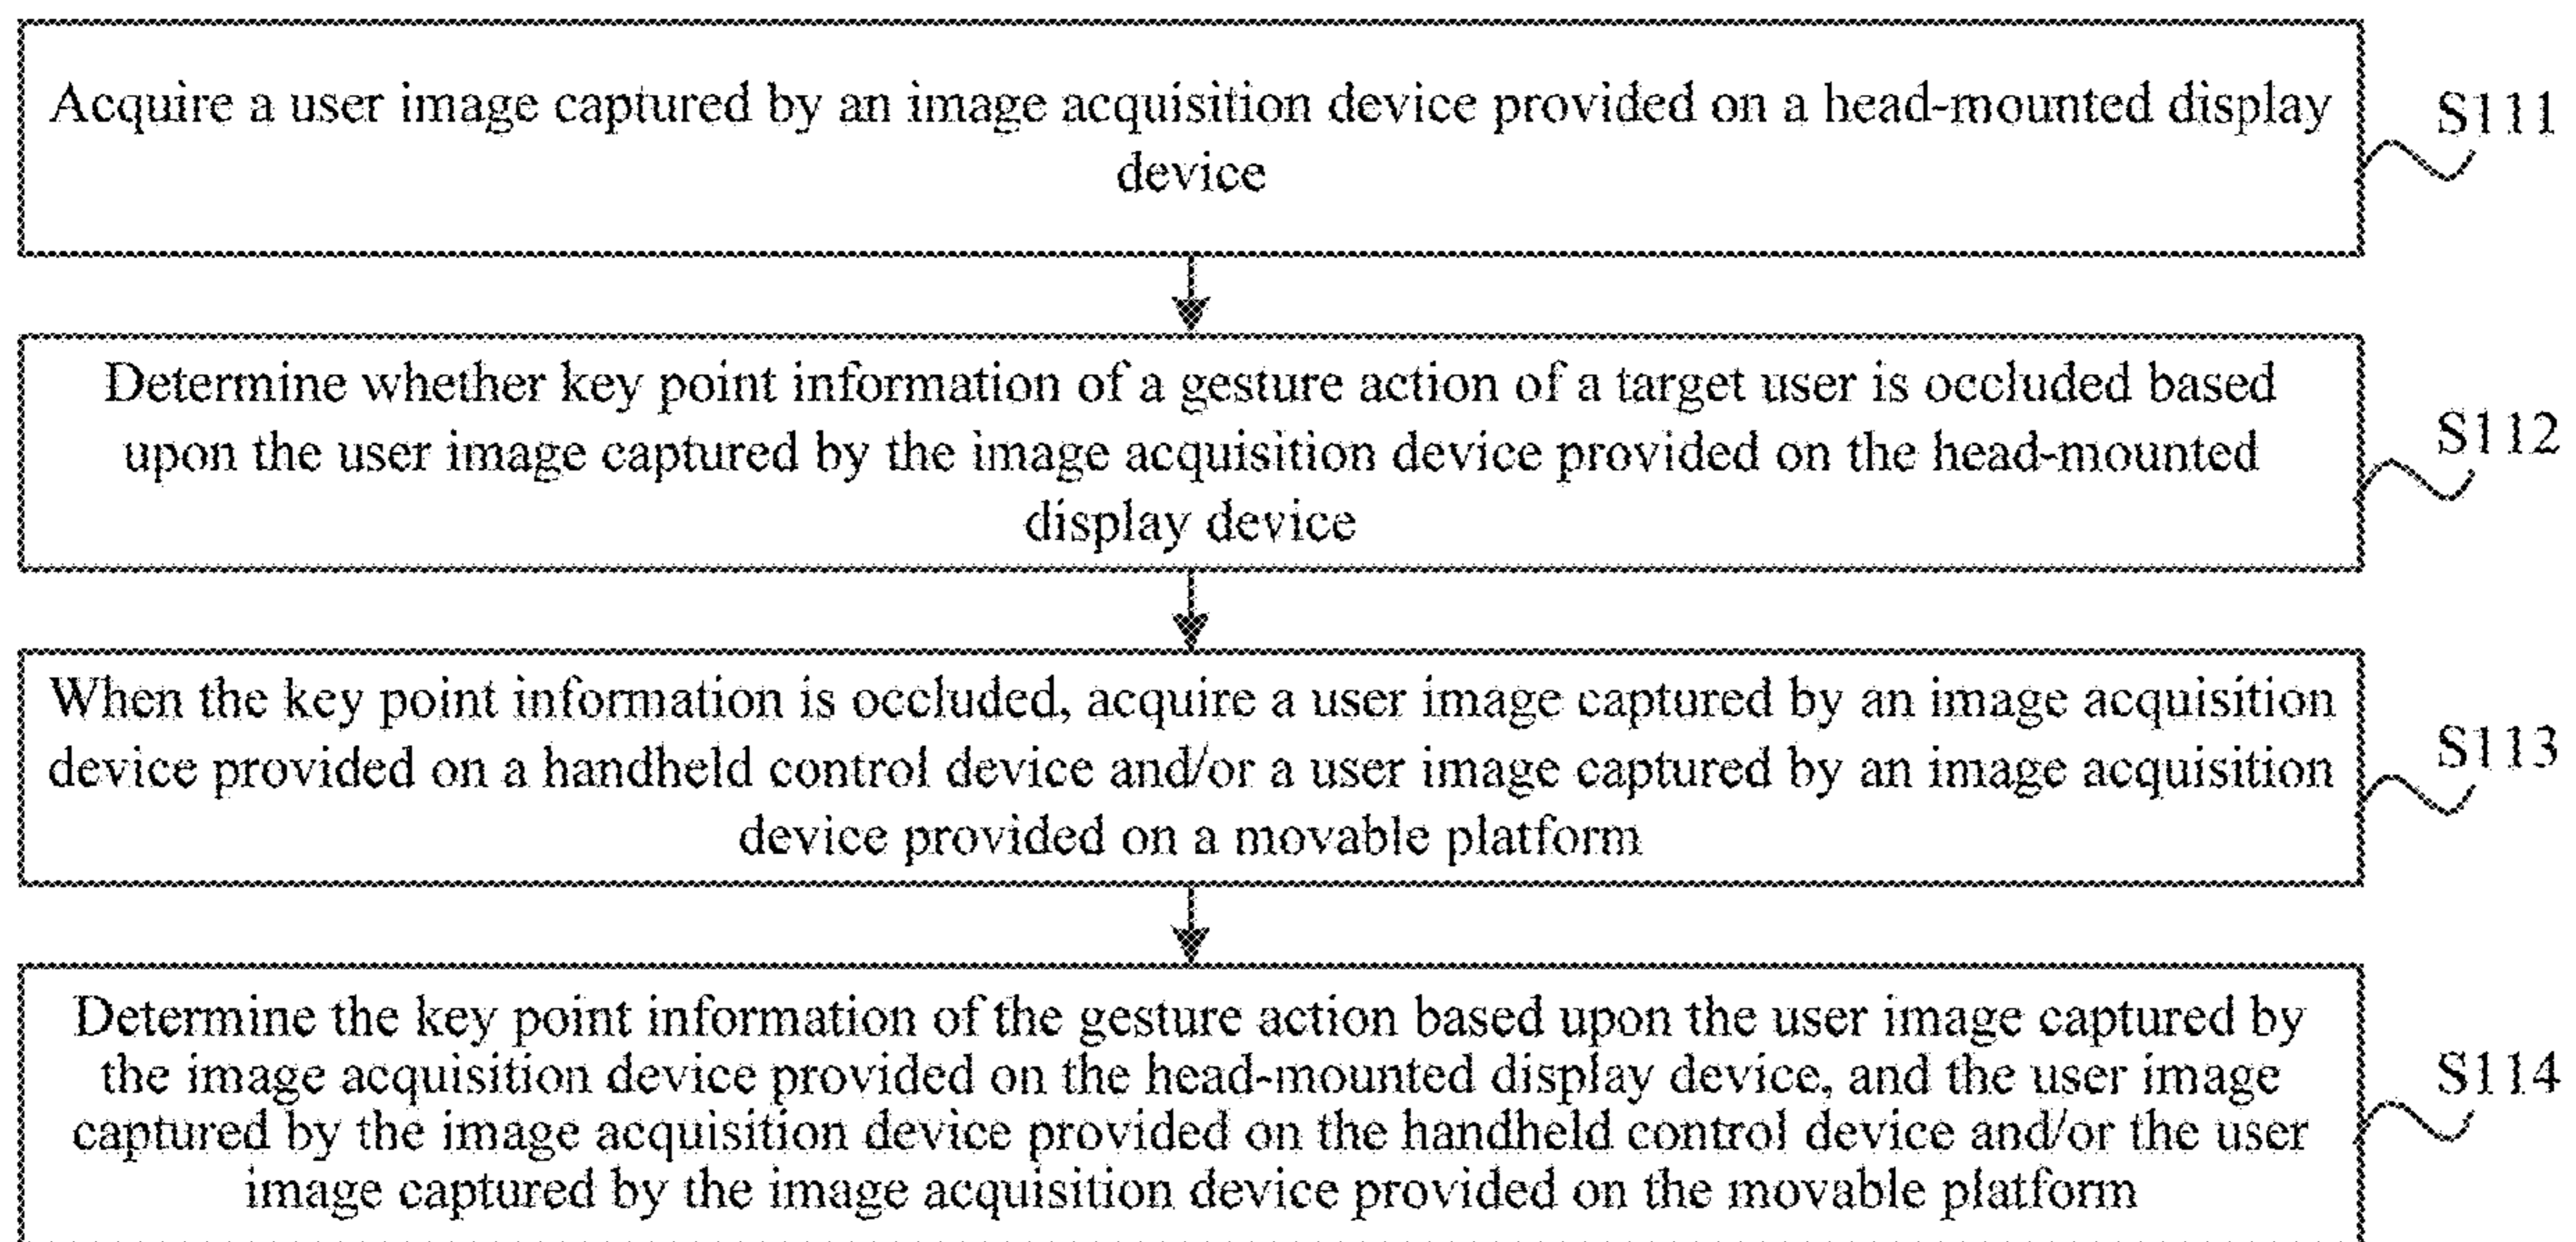 Acquire a user image captured by an image acquisition device provided on a head-mounted display
device
S111
Determine whether key point information of a gesture action of a target user is occluded based
upon the user image captured by the image acquisition device provided on the head-mounted
display device
S112
When the key point information is occluded, acquire a user image captured by an image acquisition
device provided on a handheld control device and/or a user image captured by an image acquisition
device provided on a movable platform
S113
Determine the key point information of the gesture action based upon the user image captured by
the image acquisition device provided on the head-mounted display device, and the user image
captured by the image acquisition device provided on the handheld control device and/or the user
image captured by the image acquisition device provided on the movable platform
S114